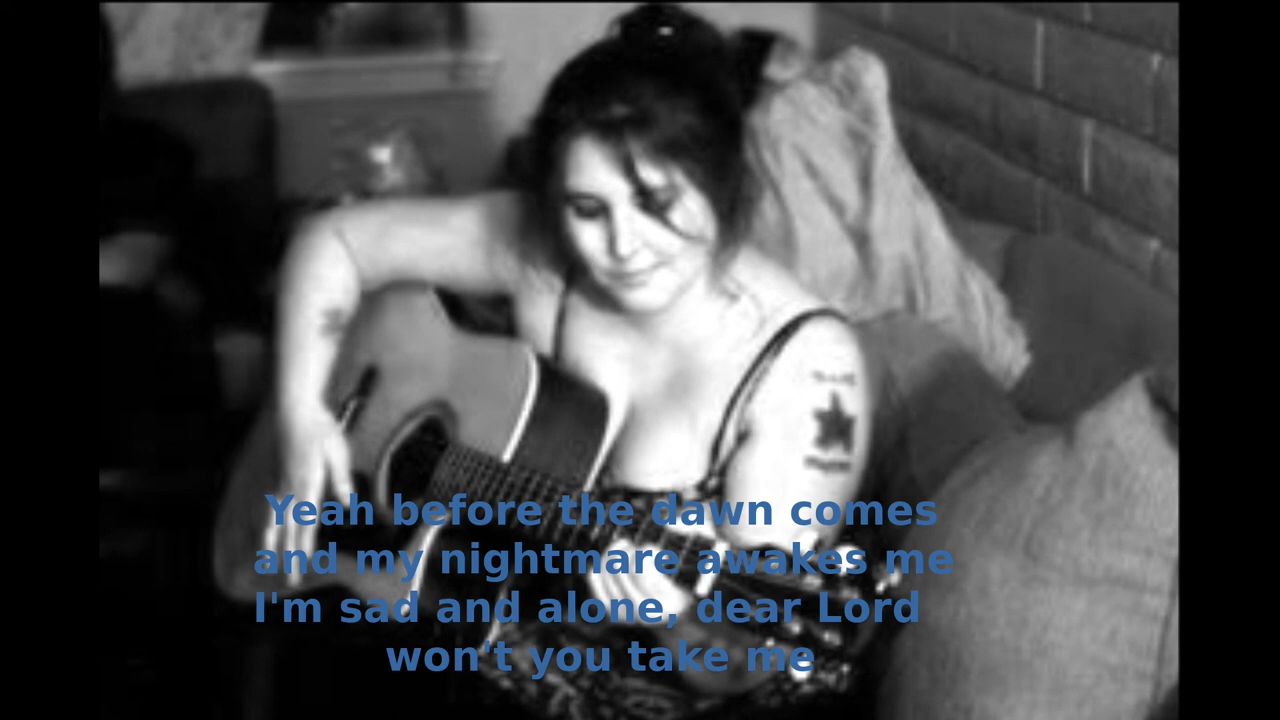 Yeah before the dawn comes
and my nightmare awakes me
I'm sad and alone, dear Lord
won't you take me